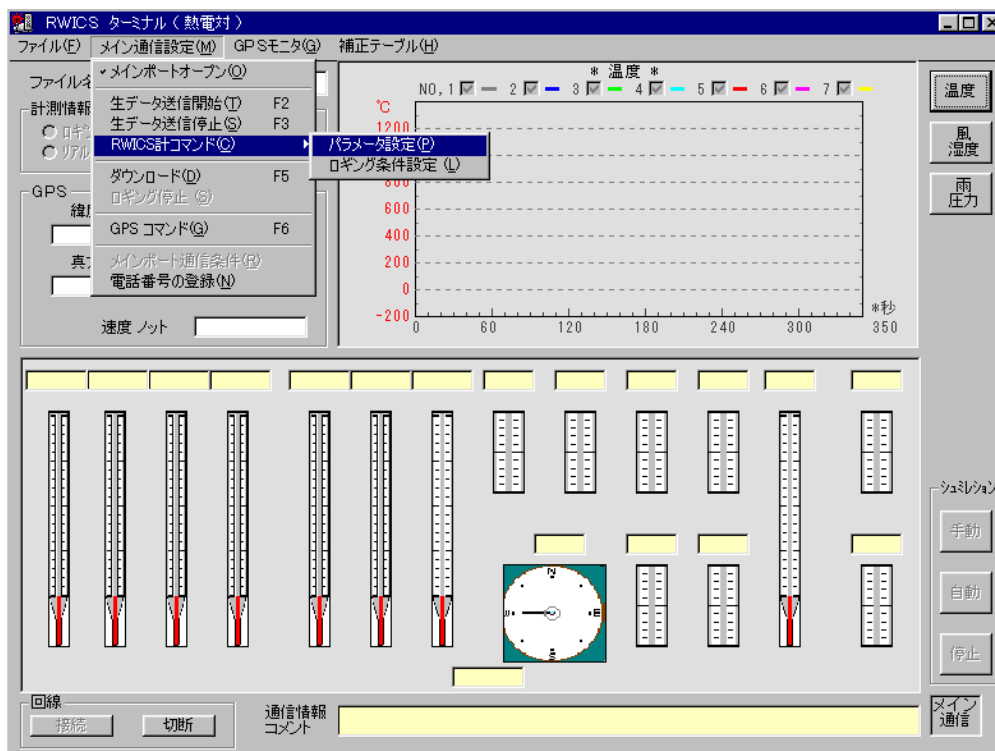 RWICS ターミナル（熱電対）
ファイル(F) メイン通信設定(M) GPSモニタ(G) 補正テーブル(H)
メインポートオープン(O)
生データ送信開始(T) F2
生データ送信停止(S) F3
RWICS計コマンド(C)
パラメータ設定(P)
ロギング条件設定 (L)
ダウンロード(D) F5
ロギング停止 (S)
GPS コマンド(G) F6
メインポート通信条件(R)
電話番号の登録(N)
計測情報
GPS
速度 ノット
* 温度 *
NO,1 2 3 4 5 6 7
℃
1200
800
600
400
200
0
-200
0 60 120 180 240 300 350
*秒
温度
風
湿度
雨
圧力
N
E
S
シュミレション
手動
自動
停止
回線
接続 切断
通信情報
コメント
メイン
通信